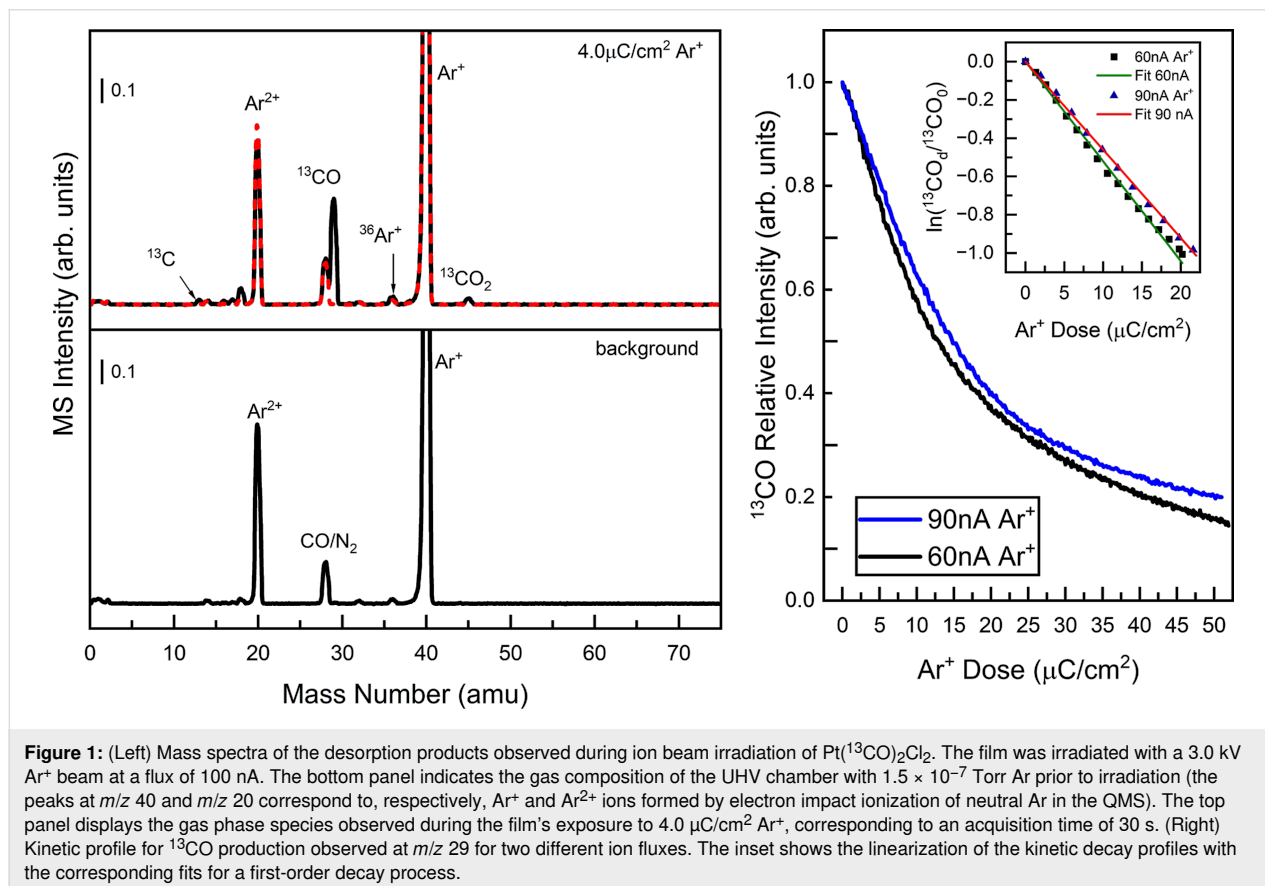 4.0μC/cm² Ar⁺
0.1
Ar²⁺
Ar⁺
¹³CO
³⁶Ar⁺
¹³C
¹³CO₂
background
0.1
Ar⁺
Ar²⁺
CO/N₂
MS Intensity (arb. units)
0 10 20 30 40 50 60 70
Mass Number (amu)
¹³CO Relative Intensity (arb. units)
1.0
0.8
0.6
0.4
0.2
0.0
0 5 10 15 20 25 30 35 40 45 50
Ar⁺ Dose (μC/cm²)
90nA Ar⁺
60nA Ar⁺
ln(¹³CO_d/¹³CO₀)
0.0
−0.2
−0.4
−0.6
−0.8
−1.0
0 5 10 15 20
Ar⁺ Dose (μC/cm²)
60nA Ar⁺
Fit 60nA
90nA Ar⁺
Fit 90 nA
Figure 1: (Left) Mass spectra of the desorption products observed during ion beam irradiation of Pt(¹³CO)₂Cl₂. The film was irradiated with a 3.0 kV
Ar⁺ beam at a flux of 100 nA. The bottom panel indicates the gas composition of the UHV chamber with 1.5 × 10⁻⁷ Torr Ar prior to irradiation (the
peaks at m/z 40 and m/z 20 correspond to, respectively, Ar⁺ and Ar²⁺ ions formed by electron impact ionization of neutral Ar in the QMS). The top
panel displays the gas phase species observed during the film's exposure to 4.0 μC/cm² Ar⁺, corresponding to an acquisition time of 30 s. (Right)
Kinetic profile for ¹³CO production observed at m/z 29 for two different ion fluxes. The inset shows the linearization of the kinetic decay profiles with
the corresponding fits for a first-order decay process.